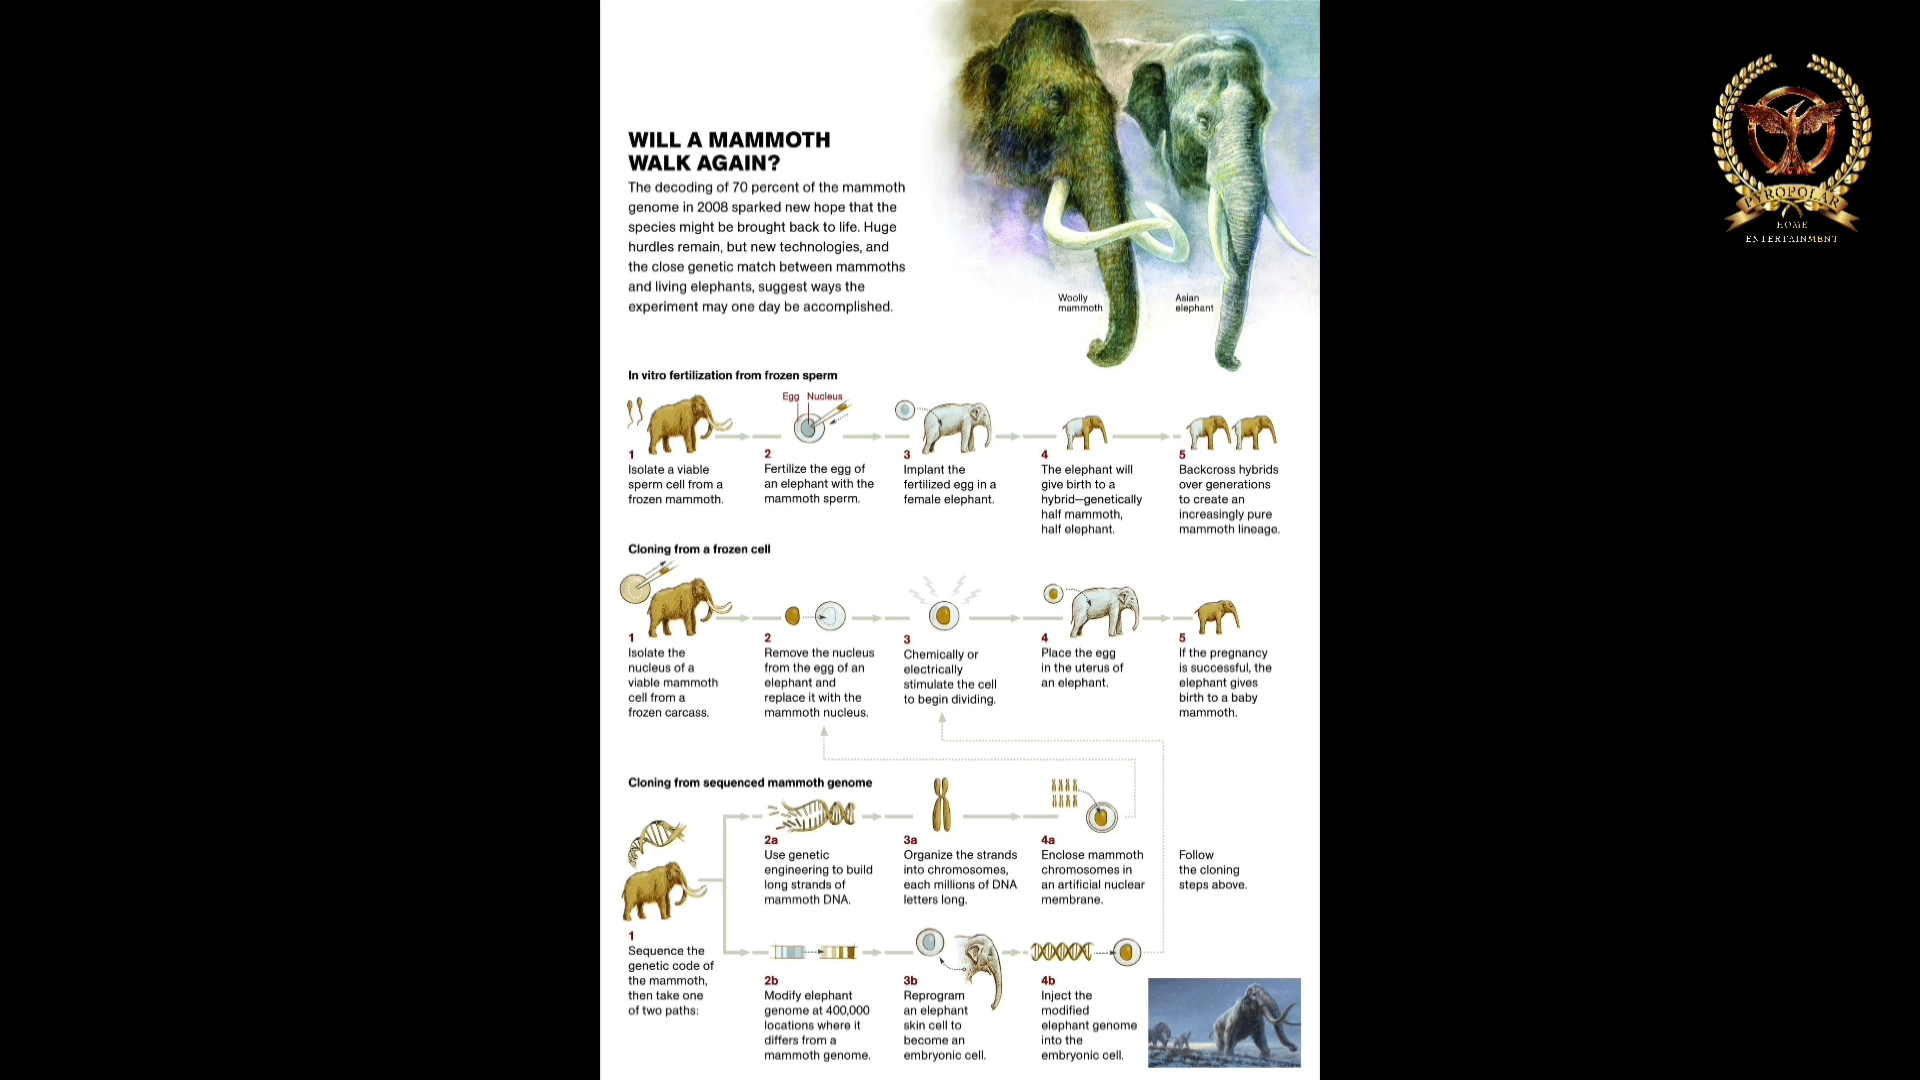 WILL A MAMMOTH
WALK AGAIN?
The decoding of 70 percent of the mammoth
genome in 2008 sparked new hope that the
species might be brought back to life. Huge
hurdles remain, but new technologies, and
the close genetic match between mammoths
and living elephants, suggest ways the
experiment may one day be accomplished.
Woolly
mammoth
Asian
elephant
PYROPOLAR
HOME
ENTERTAINMENT
In vitro fertilization from frozen sperm
Egg Nucleus
1
Isolate a viable
sperm cell from a
frozen mammoth.
2
Fertilize the egg of
an elephant with the
mammoth sperm.
3
Implant the
fertilized egg in a
female elephant.
4
The elephant will
give birth to a
hybrid—genetically
half mammoth,
half elephant.
5
Backcross hybrids
over generations
to create an
increasingly pure
mammoth lineage.
Cloning from a frozen cell
1
Isolate the
nucleus of a
viable mammoth
cell from a
frozen carcass.
2
Remove the nucleus
from the egg of an
elephant and
replace it with the
mammoth nucleus.
3
Chemically or
electrically
stimulate the cell
to begin dividing.
4
Place the egg
in the uterus of
an elephant.
5
If the pregnancy
is successful, the
elephant gives
birth to a baby
mammoth.
Cloning from sequenced mammoth genome
1
Sequence the
genetic code of
the mammoth,
then take one
of two paths:
2a
Use genetic
engineering to build
long strands of
mammoth DNA.
3a
Organize the strands
into chromosomes,
each millions of DNA
letters long.
4a
Enclose mammoth
chromosomes in
an artificial nuclear
membrane.
Follow
the cloning
steps above.
2b
Modify elephant
genome at 400,000
locations where it
differs from a
mammoth genome.
3b
Reprogram
an elephant
skin cell to
become an
embryonic cell.
4b
Inject the
modified
elephant genome
into the
embryonic cell.